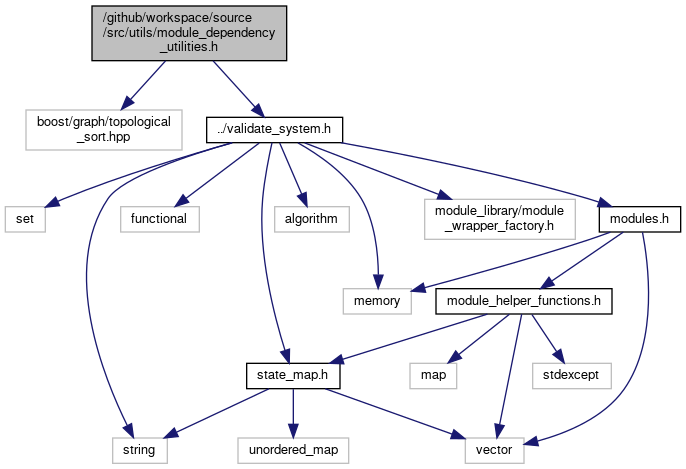 /github/workspace/source
/src/utils/module_dependency
_utilities.h
boost/graph/topological
_sort.hpp
../validate_system.h
set
functional
algorithm
module_library/module
_wrapper_factory.h
modules.h
memory
module_helper_functions.h
state_map.h
map
stdexcept
string
unordered_map
vector